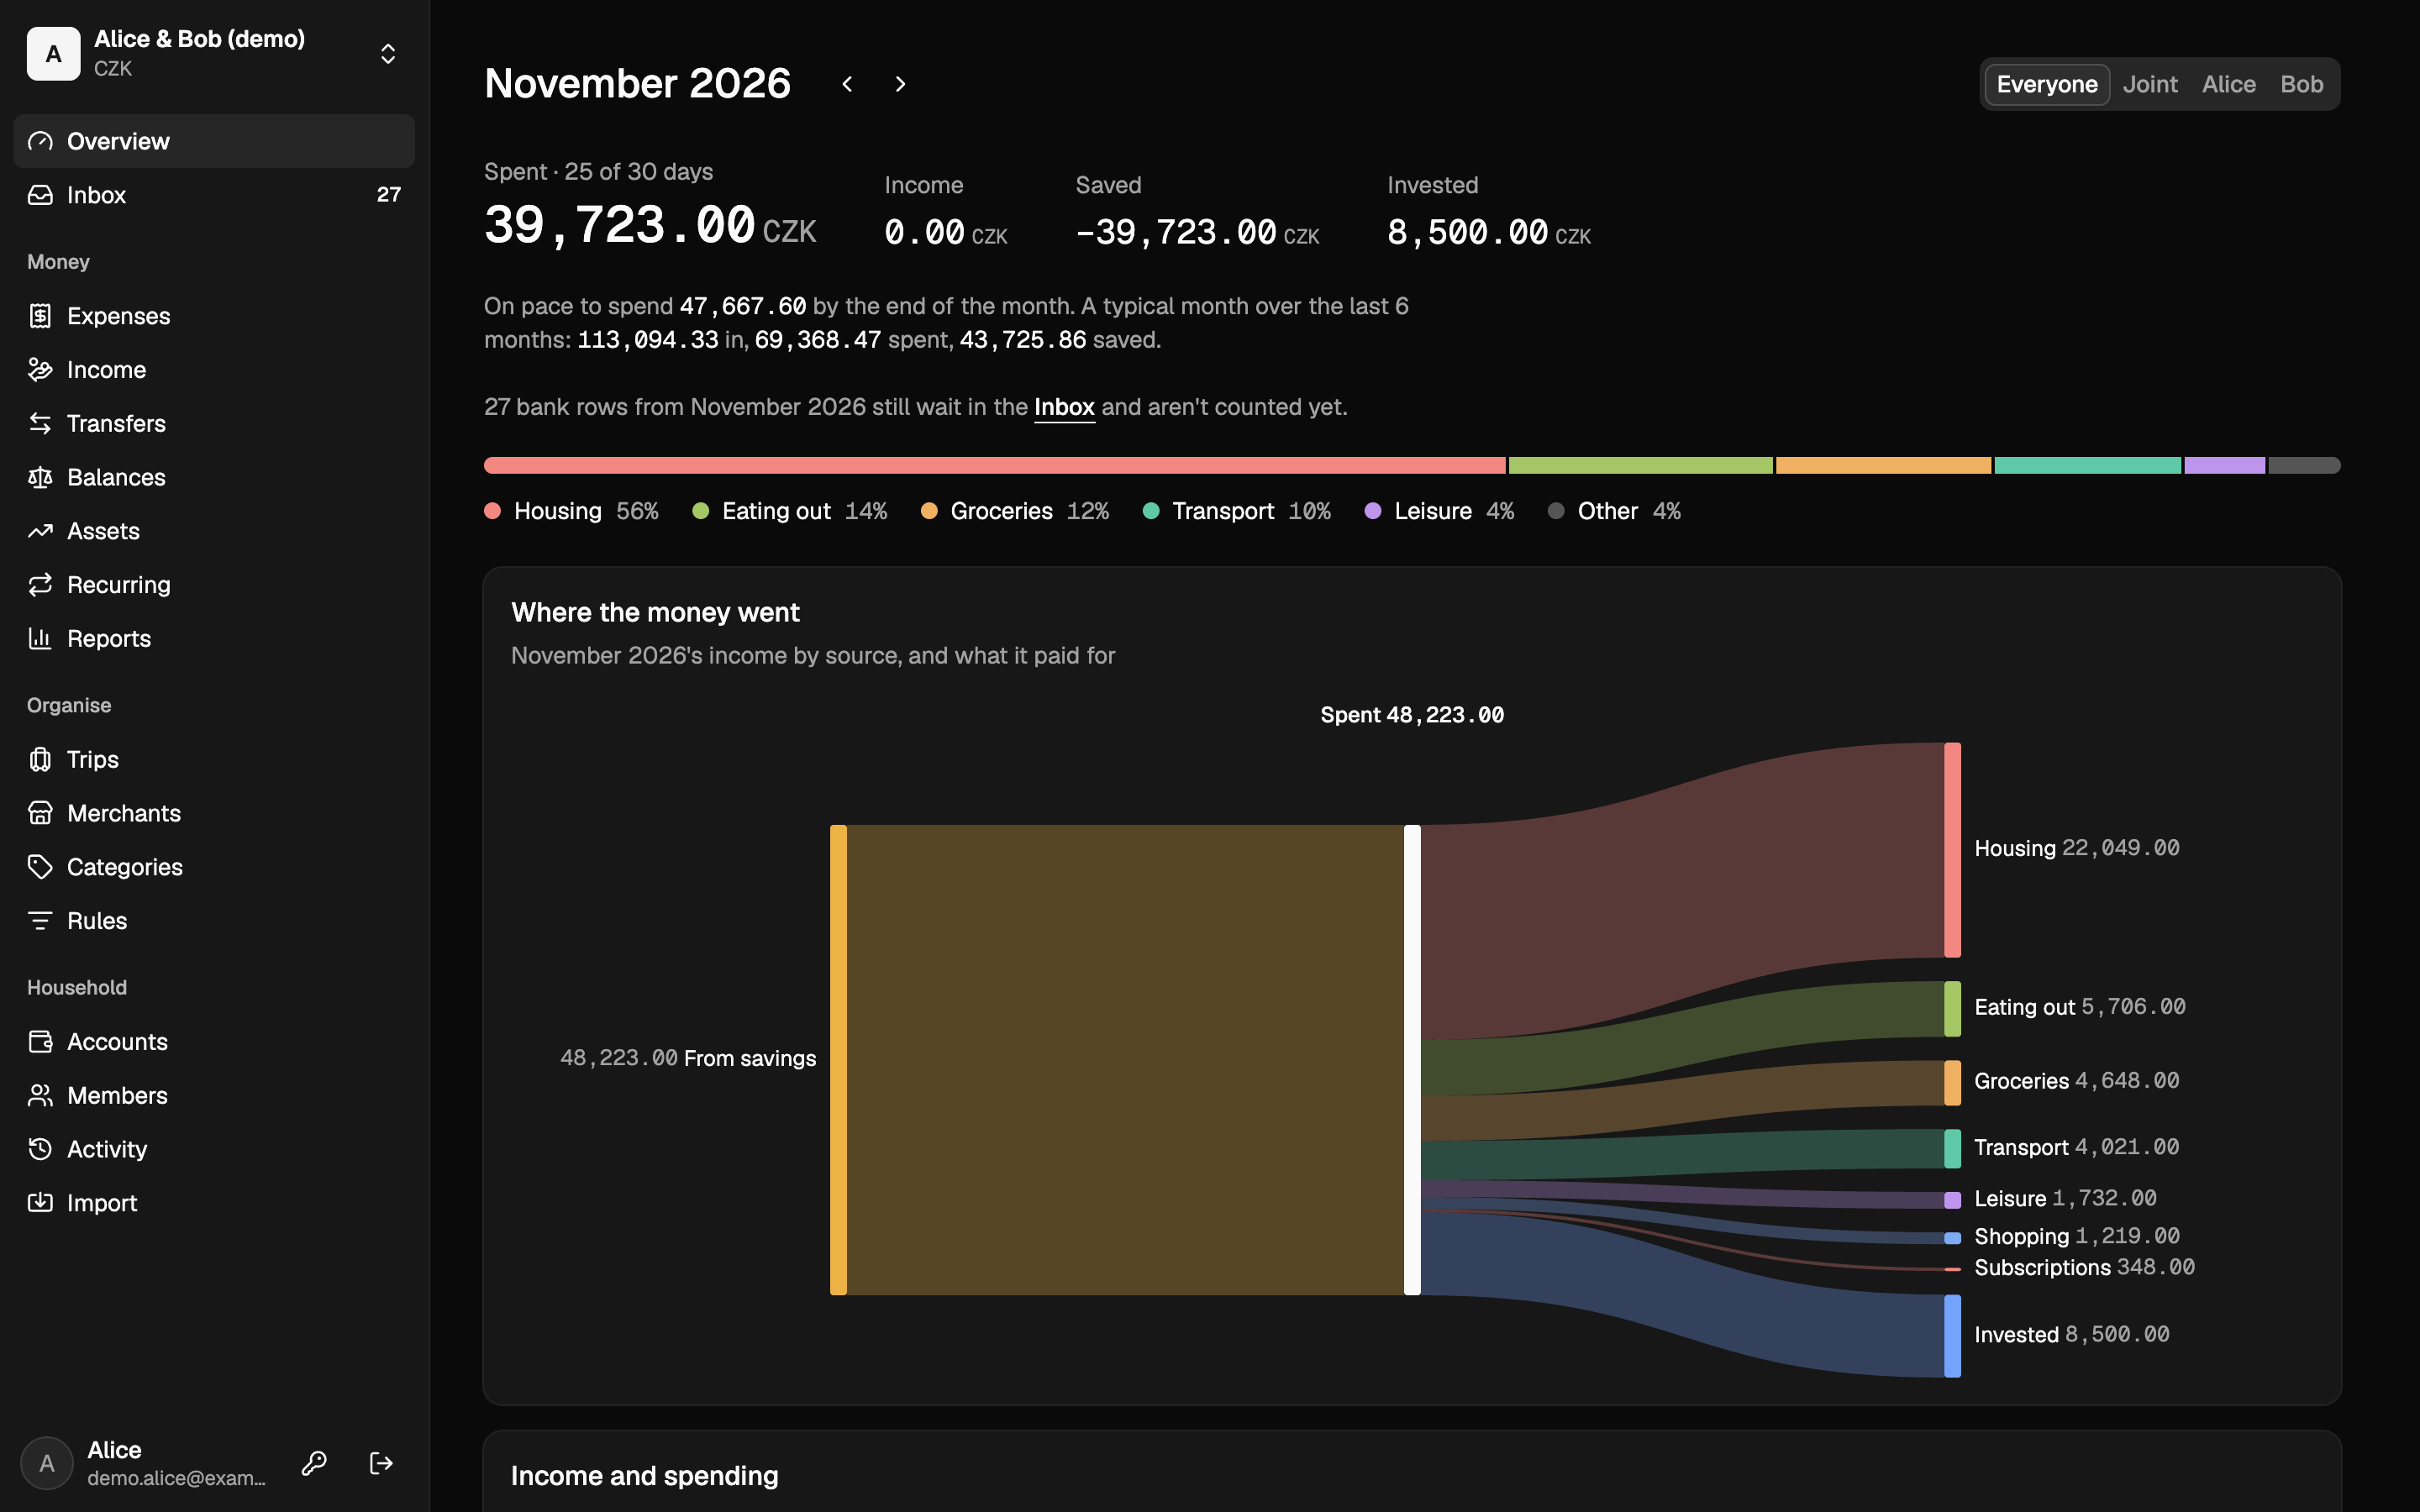 A
Alice & Bob (demo)
CZK
Overview
Inbox 27
Money
Expenses
Income
Transfers
Balances
Assets
Recurring
Reports
Organise
Trips
Merchants
Categories
Rules
Household
Accounts
Members
Activity
Import
A
Alice
demo.alice@exam...
November 2026
Everyone Joint Alice Bob
Spent · 25 of 30 days
39,723.00 CZK
Income
0.00 CZK
Saved
−39,723.00 CZK
Invested
8,500.00 CZK
On pace to spend 47,667.60 by the end of the month. A typical month over the last 6
months: 113,094.33 in, 69,368.47 spent, 43,725.86 saved.
27 bank rows from November 2026 still wait in the Inbox and aren't counted yet.
Housing 56% Eating out 14% Groceries 12% Transport 10% Leisure 4% Other 4%
Where the money went
November 2026's income by source, and what it paid for
Spent 48,223.00
48,223.00 From savings
Housing 22,049.00
Eating out 5,706.00
Groceries 4,648.00
Transport 4,021.00
Leisure 1,732.00
Shopping 1,219.00
Subscriptions 348.00
Invested 8,500.00
Income and spending